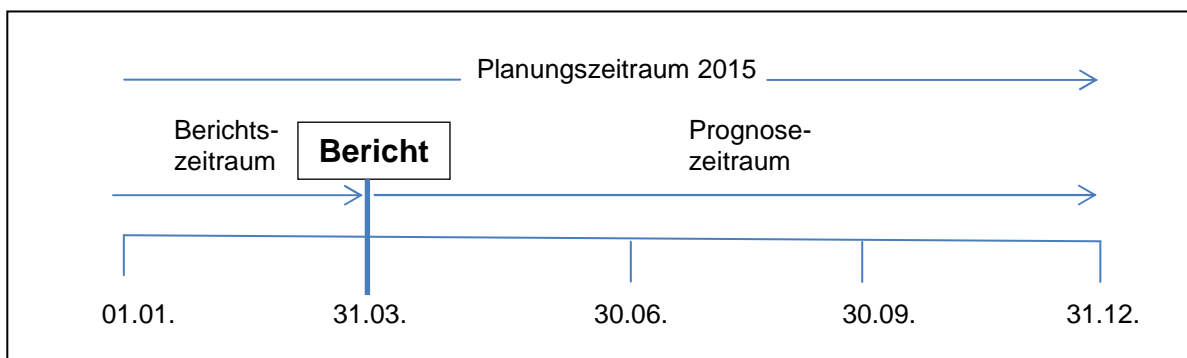 Planungszeitraum 2015
Berichts-
zeitraum
Bericht
Prognose-
zeitraum
01.01.
31.03.
30.06.
30.09.
31.12.